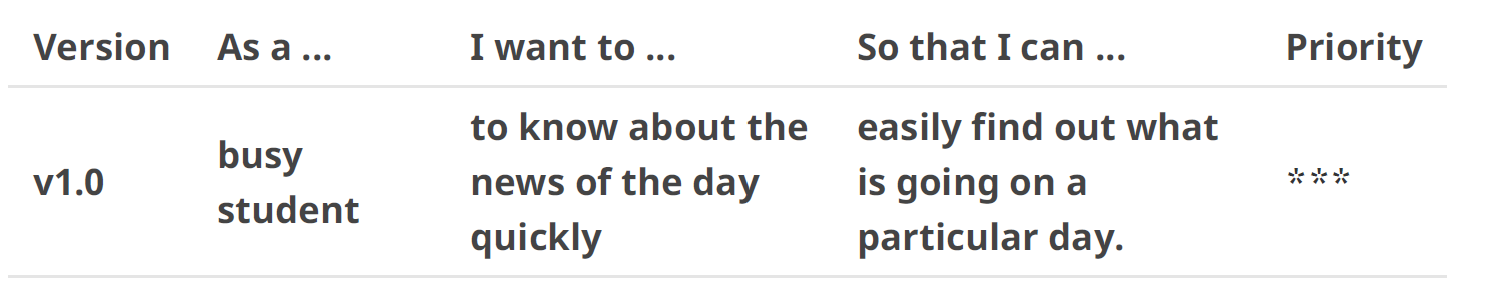 Version As a ... I want to ... So that I can ... Priority
to know about the easily find out what
busy
v1.0 news of the day is going on a ***
student
quickly particular day.